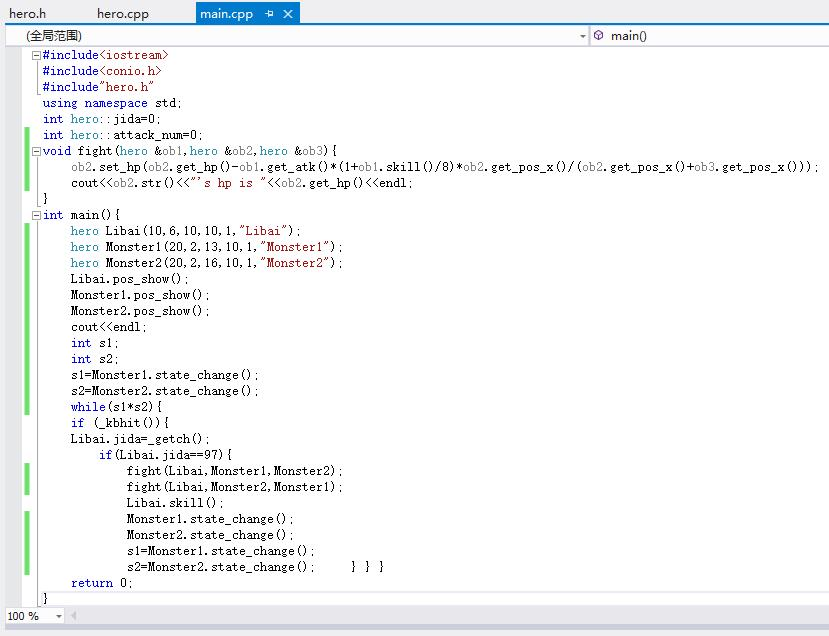 hero.h hero.cpp main.cpp
(全局范围) main()
#include<iostream>
#include<conio.h>
#include"hero.h"
using namespace std;
int hero::jida=0;
int hero::attack_num=0;
void fight(hero &ob1,hero &ob2,hero &ob3){
ob2.set_hp(ob2.get_hp()-ob1.get_atk()*(1+ob1.skill()/8)*ob2.get_pos_x()/(ob2.get_pos_x()+ob3.get_pos_x()));
cout<<ob2.str()<<"'s hp is "<<ob2.get_hp()<<endl;
}
int main(){
hero Libai(10,6,10,10,1,"Libai");
hero Monster1(20,2,13,10,1,"Monster1");
hero Monster2(20,2,16,10,1,"Monster2");
Libai.pos_show();
Monster1.pos_show();
Monster2.pos_show();
cout<<endl;
int s1;
int s2;
s1=Monster1.state_change();
s2=Monster2.state_change();
while(s1*s2){
if (_kbhit()){
Libai.jida=_getch();
if(Libai.jida==97){
fight(Libai,Monster1,Monster2);
fight(Libai,Monster2,Monster1);
Libai.skill();
Monster1.state_change();
Monster2.state_change();
s1=Monster1.state_change();
s2=Monster2.state_change(); } } }
return 0;
}
100 %